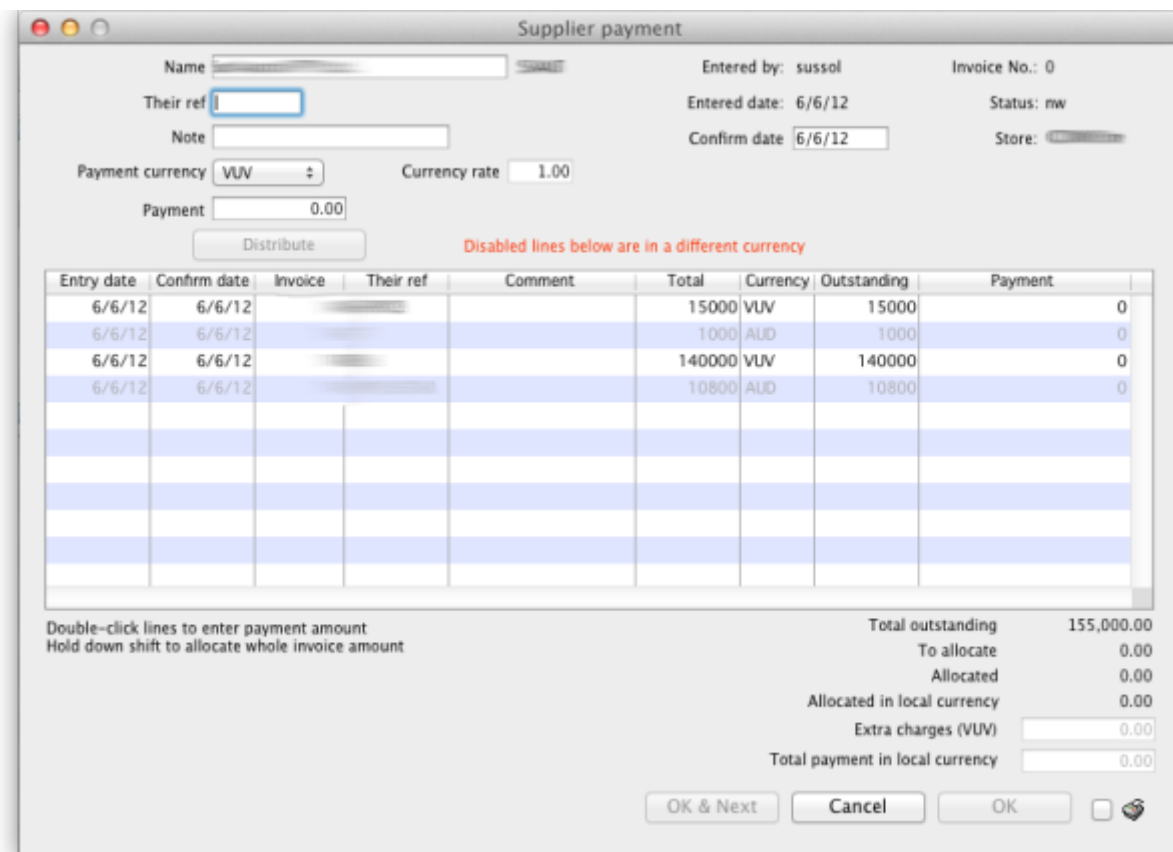 Supplier payment
Name Entered by: sussol Invoice No.: 0
Their ref Entered date: 6/6/12 Status: nw
Note Confirm date 6/6/12 Store:
Payment currency VUV Currency rate 1.00
Payment 0.00
Distribute Disabled lines below are in a different currency
Entry date Confirm date Invoice Their ref Comment Total Currency Outstanding Payment
6/6/12 6/6/12 15000 VUV 15000 0
6/6/12 6/6/12 1000 AUD 1000 0
6/6/12 6/6/12 140000 VUV 140000 0
6/6/12 6/6/12 10800 AUD 10800 0
Double-click lines to enter payment amount
Hold down shift to allocate whole invoice amount
Total outstanding 155,000.00
To allocate 0.00
Allocated 0.00
Allocated in local currency 0.00
Extra charges (VUV) 0.00
Total payment in local currency 0.00
OK & Next Cancel OK